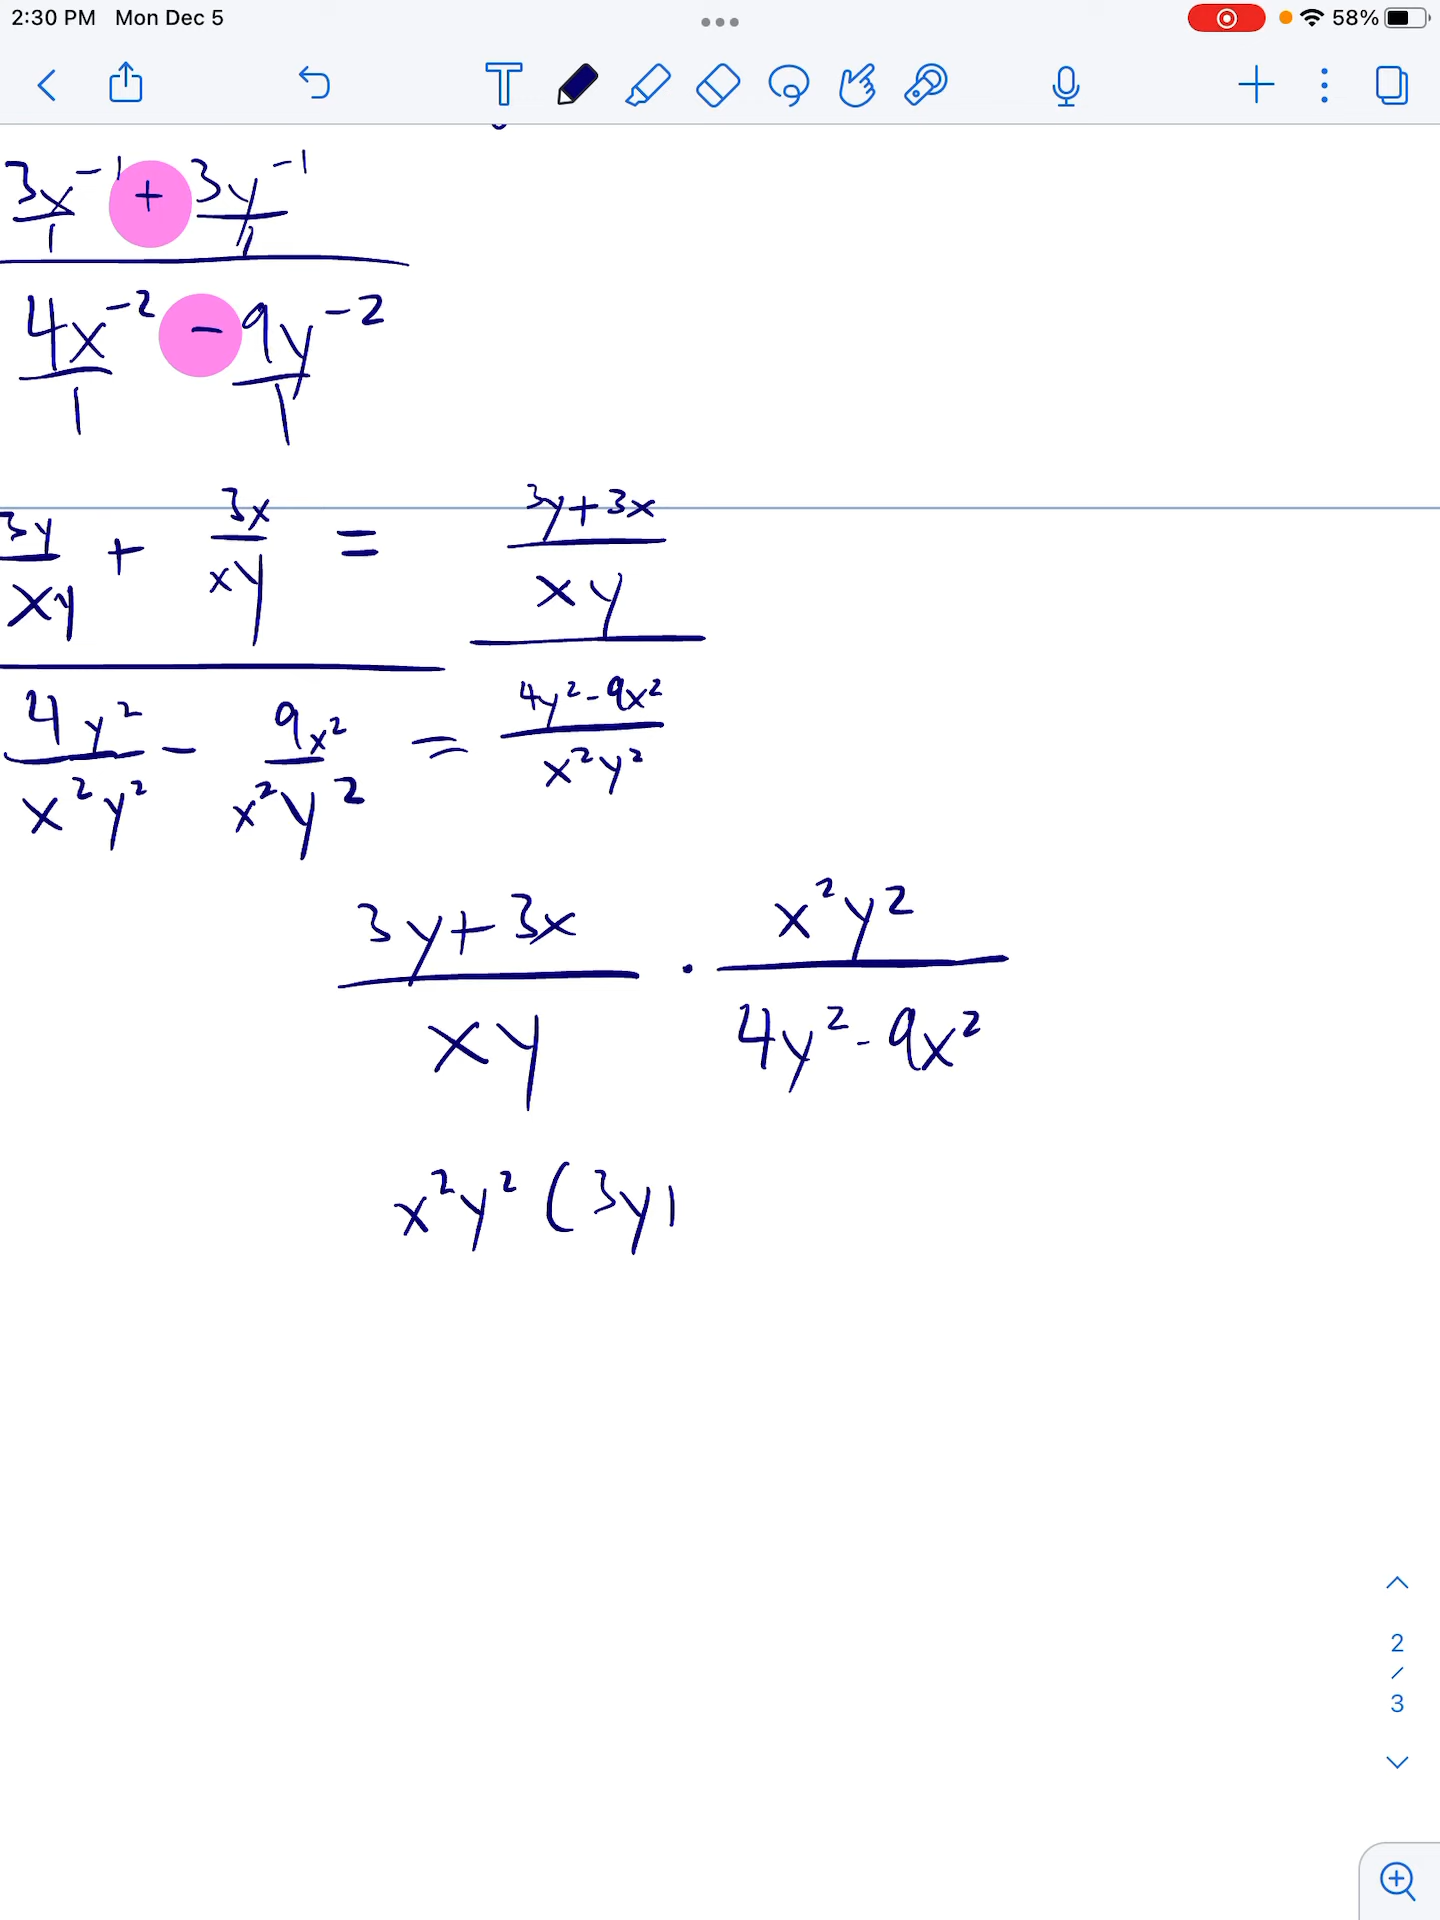 2:30 PM Mon Dec 5 58%
3x⁻¹/1 + 3y⁻¹/1
4x⁻²/1 - 9y⁻²/1
3y/xy + 3x/xy = 3y+3x/xy
4y²/x²y² - 9x²/x²y² = 4y²-9x²/x²y²
3y+3x/xy · x²y²/4y²-9x²
x²y² (3y
2/3